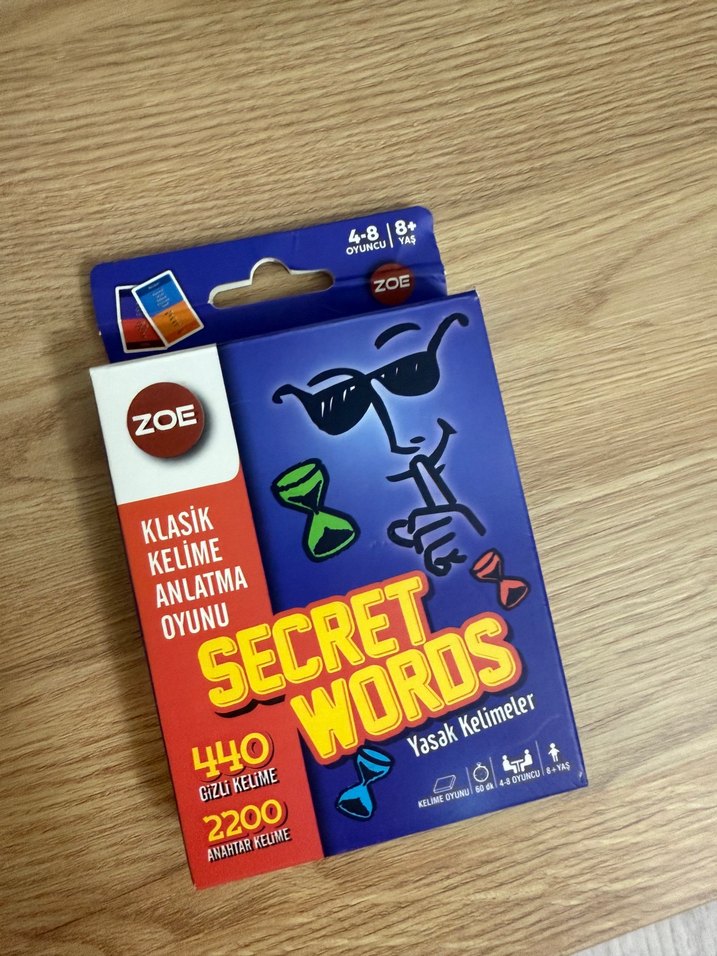 4-8 | 8+
OYUNCU | YAŞ
ZOE
ZOE
KLASİK
KELİME
ANLATMA
OYUNU
SECRET
WORDS
Yasak Kelimeler
440
GİZLİ KELİME
2200
ANAHTAR KELİME
KELİME OYUNU | 60 dk | 4-8 OYUNCU | 8+YAŞ